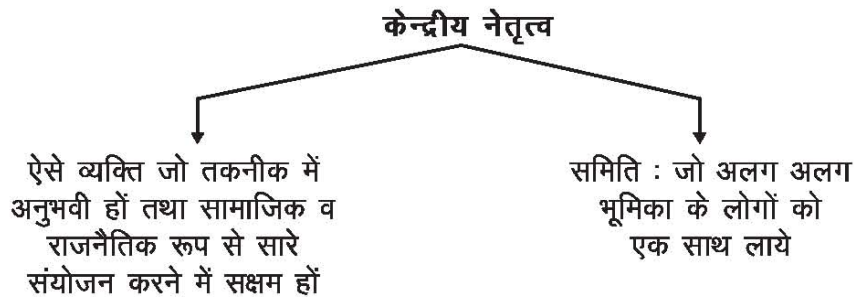 केन्द्रीय नेतृत्व
ऐसे व्यक्ति जो तकनीक में
अनुभवी हों तथा सामाजिक व
राजनैतिक रूप से सारे
संयोजन करने में सक्षम हों
समिति : जो अलग अलग
भूमिका के लोगों को
एक साथ लाये